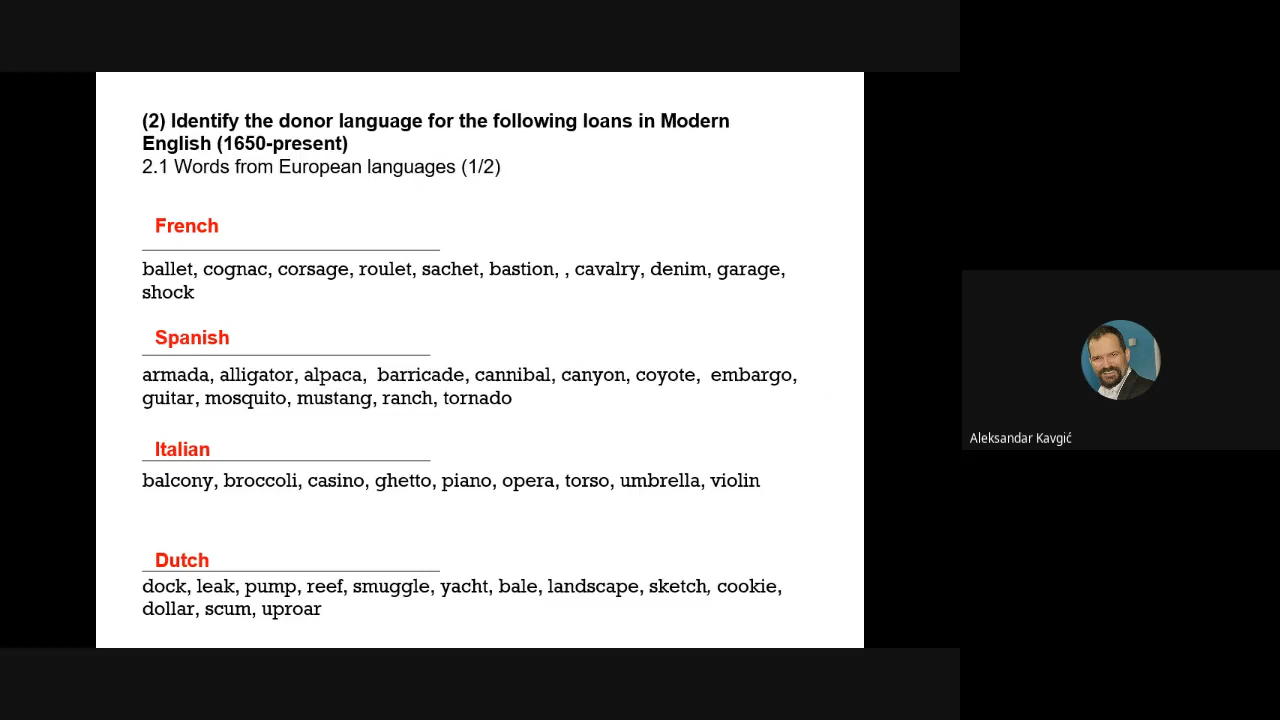 (2) Identify the donor language for the following loans in Modern
English (1650-present)
2.1 Words from European languages (1/2)
French
ballet, cognac, corsage, roulet, sachet, bastion, , cavalry, denim, garage,
shock
Spanish
armada, alligator, alpaca, barricade, cannibal, canyon, coyote, embargo,
guitar, mosquito, mustang, ranch, tornado
Italian
balcony, broccoli, casino, ghetto, piano, opera, torso, umbrella, violin
Dutch
dock, leak, pump, reef, smuggle, yacht, bale, landscape, sketch, cookie,
dollar, scum, uproar
Aleksandar Kavgić